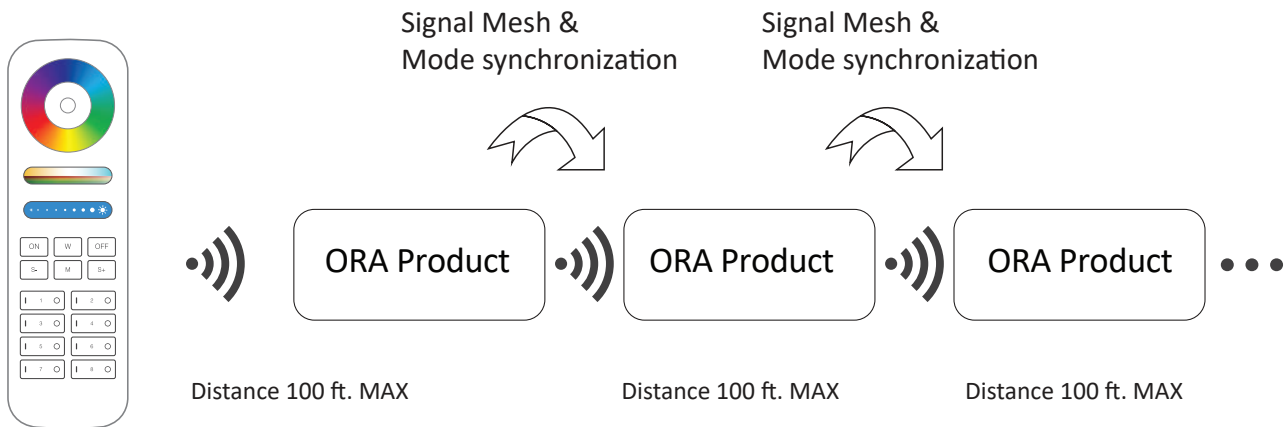 Signal Mesh &
Mode synchronization
Signal Mesh &
Mode synchronization
ON W OFF
S- M S+
1 2
3 4
5 6
7 8
ORA Product
ORA Product
ORA Product
Distance 100 ft. MAX
Distance 100 ft. MAX
Distance 100 ft. MAX